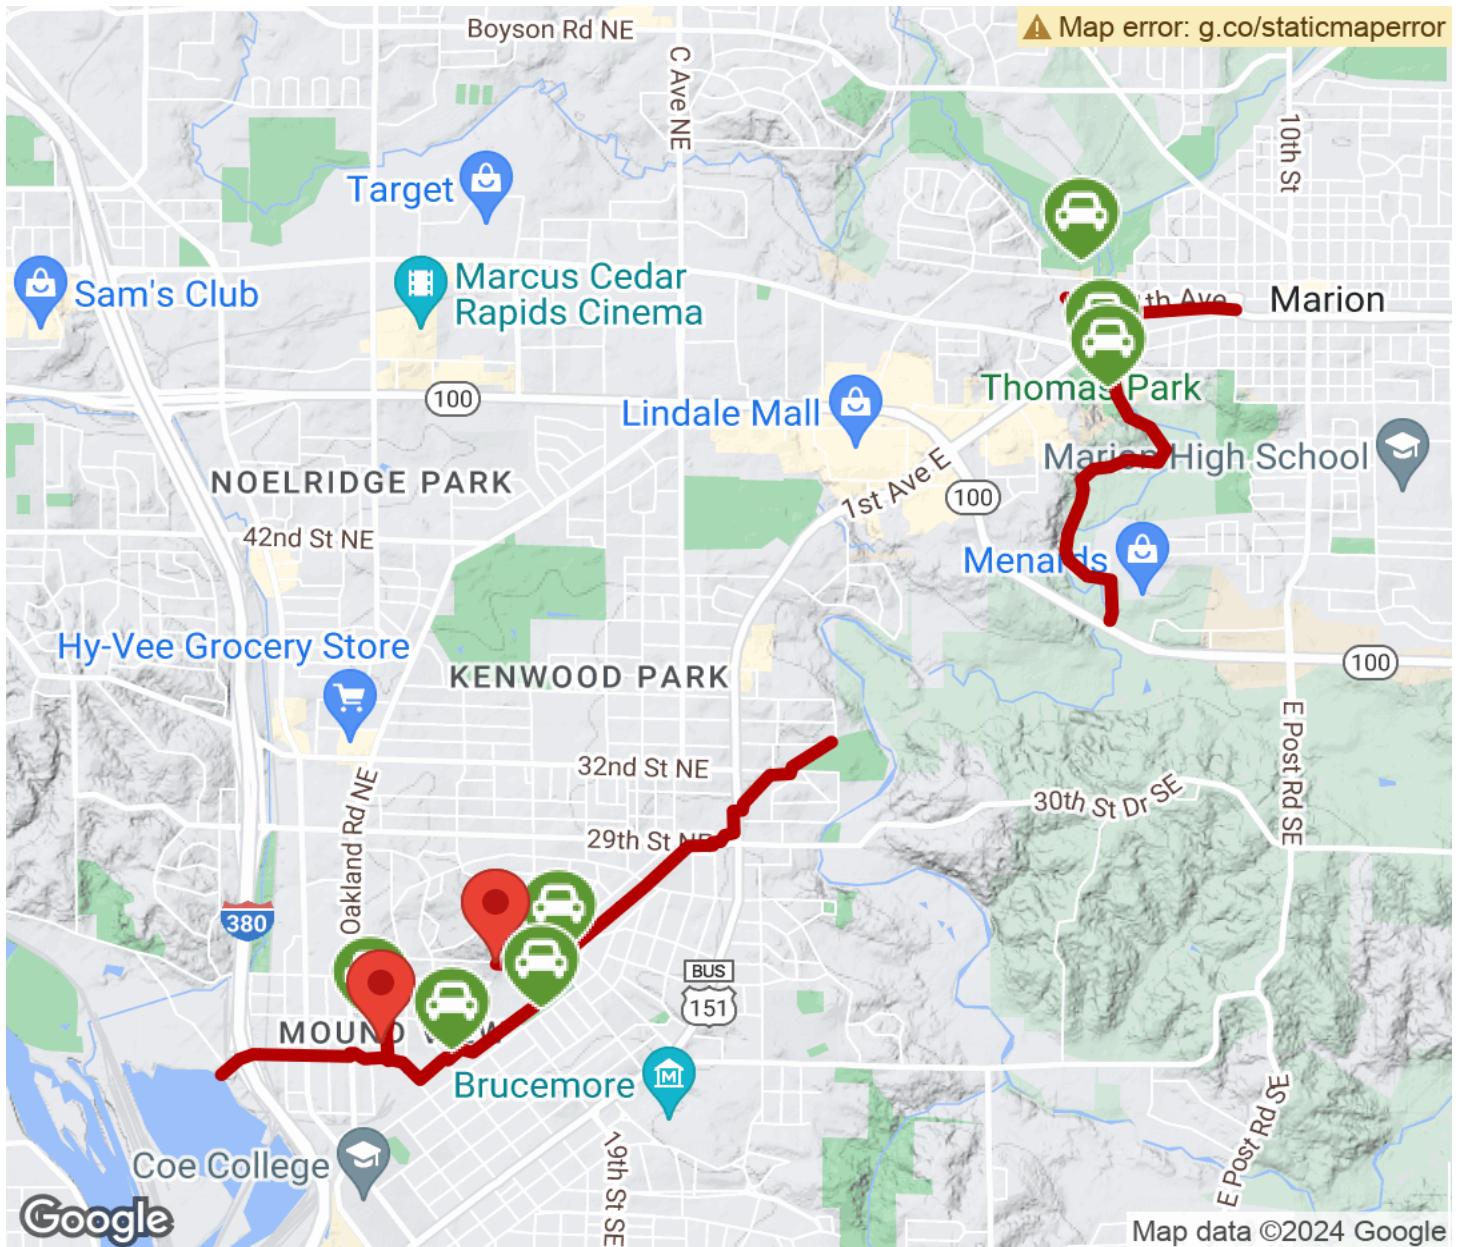 Boyson Rd NE
Map error: g.co/staticmaperror
C Ave NE
10th St
Target
Marcus Cedar
Rapids Cinema
Sam's Club
Marion
100
Thomas Park
Lindale Mall
Marion High School
NOELRIDGE PARK
1st Ave E
100
42nd St NE
Menards
Hy-Vee Grocery Store
KENWOOD PARK
100
E Post Rd SE
32nd St NE
30th St Dr SE
29th St NE
Oakland Rd NE
380
BUS
151
MOUND
Brucemore
E Post Rd SE
Coe College
19th St SE
Google
Map data ©2024 Google